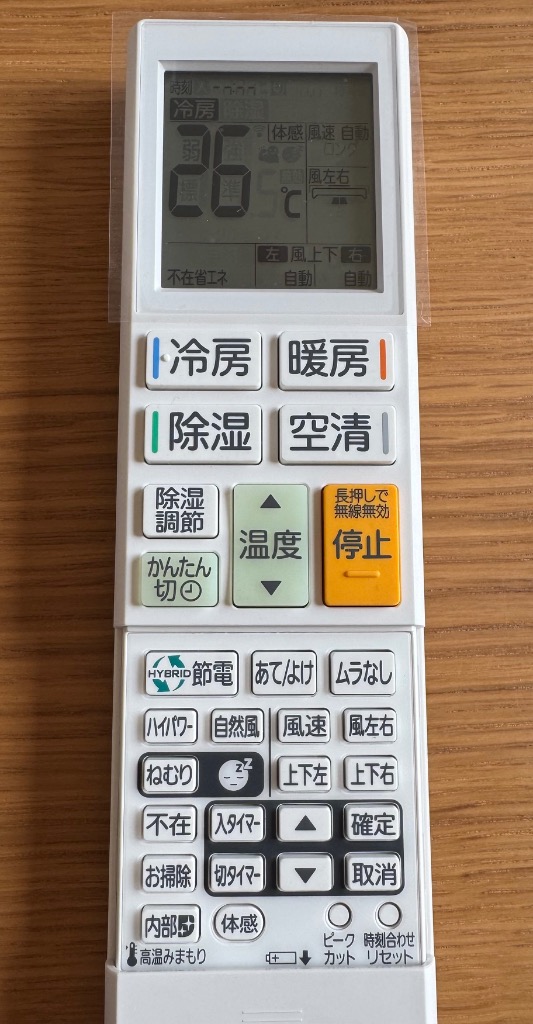 時刻
冷房 除湿
26 ℃
体感 風速 自動
ロング
風左右
左 風上下 右
不在省エネ 自動 自動
冷房 暖房
除湿 空清
除湿
調節
温度
長押しで
無線無効
停止
かんたん
切
HYBRID 節電 あて/よけ ムラなし
ハイパワー 自然風 風速 風左右
ねむり zZZ 上下左 上下右
不在 入タイマー 確定
お掃除 切タイマー 取消
内部 体感
高温みまもり
ピーク
カット
時刻合わせ
リセット